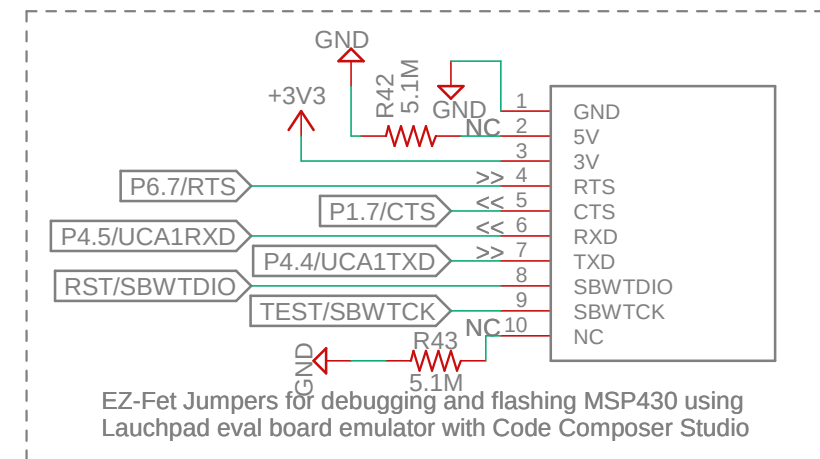 GND
R42
5.1M
+3V3
GND
NC
1 GND
2 5V
3 3V
P6.7/RTS >> 4 RTS
P1.7/CTS << 5 CTS
P4.5/UCA1RXD << 6 RXD
P4.4/UCA1TXD >> 7 TXD
RST/SBWTDIO 8 SBWTDIO
TEST/SBWTCK 9 SBWTCK
NC 10 NC
R43
GND
5.1M
EZ-Fet Jumpers for debugging and flashing MSP430 using
Lauchpad eval board emulator with Code Composer Studio